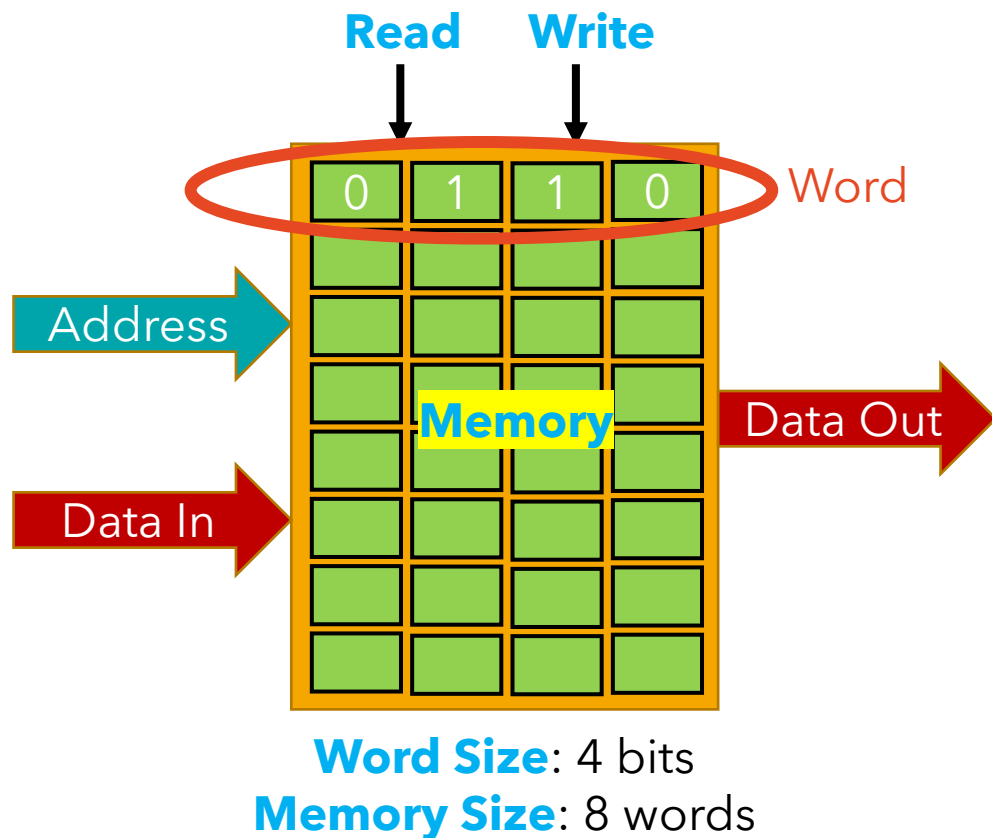 Read Write
0 1 1 0 Word
Address
Memory
Data Out
Data In
Word Size: 4 bits
Memory Size: 8 words